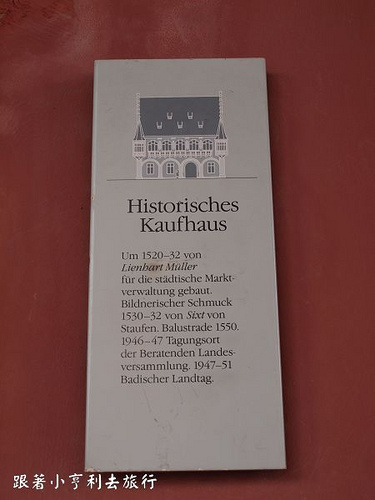 Historisches
Kaufhaus
Um 1520–32 von
Lienhart Müller
für die städtische Markt-
verwaltung gebaut.
Bildnerischer Schmuck
1530–32 von Sixt von
Staufen. Balustrade 1550.
1946–47 Tagungsort
der Beratenden Landes-
versammlung. 1947–51
Badischer Landtag.
跟著小亨利去旅行